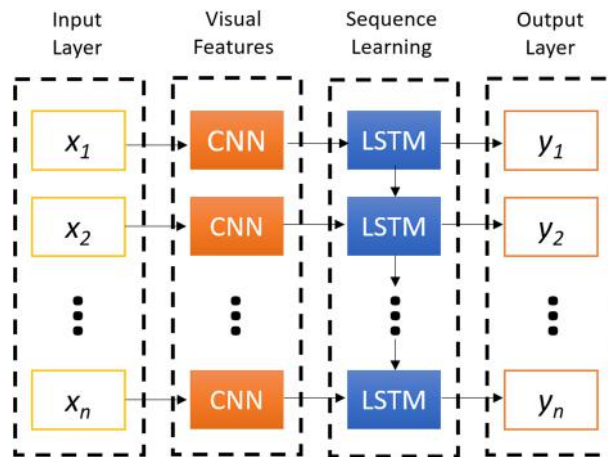 Input Layer
Visual Features
Sequence Learning
Output Layer
x1 CNN LSTM y1
x2 CNN LSTM y2
xn CNN LSTM yn